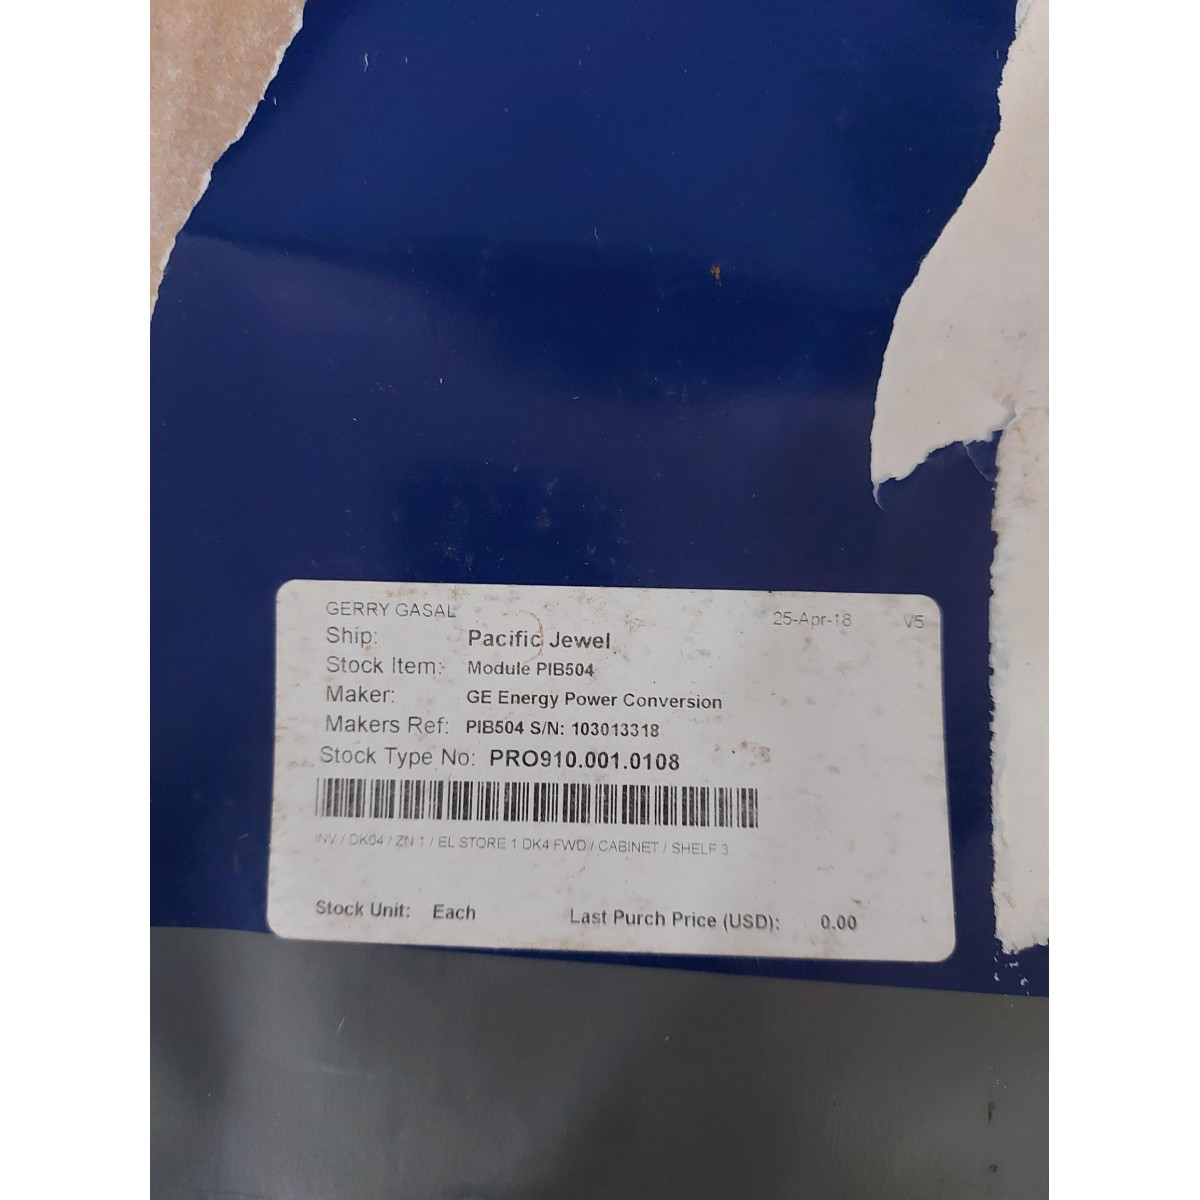 GERRY GASAL 25-Apr-18 V5
Ship: Pacific Jewel
Stock Item: Module PIB504
Maker: GE Energy Power Conversion
Makers Ref: PIB504 S/N: 103013318
Stock Type No: PRO910.001.0108
INV / DK04 / ZN 1 / EL STORE 1 DK4 FWD / CABINET / SHELF 3
Stock Unit: Each Last Purch Price (USD): 0.00